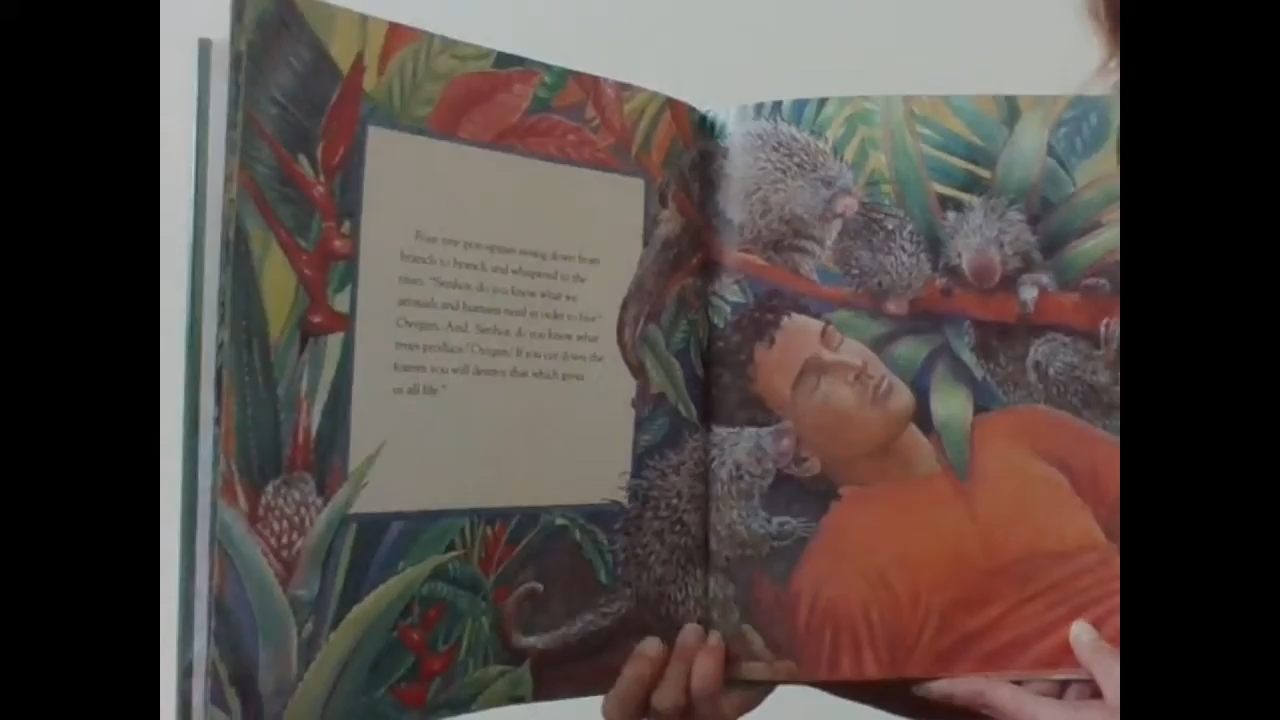 Four tree porcupines swung down from
branch to branch and whispered to the
man: "Senhor, do you know what we
animals and humans need in order to live?
Oxygen. And, Senhor, do you know what
trees produce? Oxygen! If you cut down the
forests you will destroy that which gives
us all life."